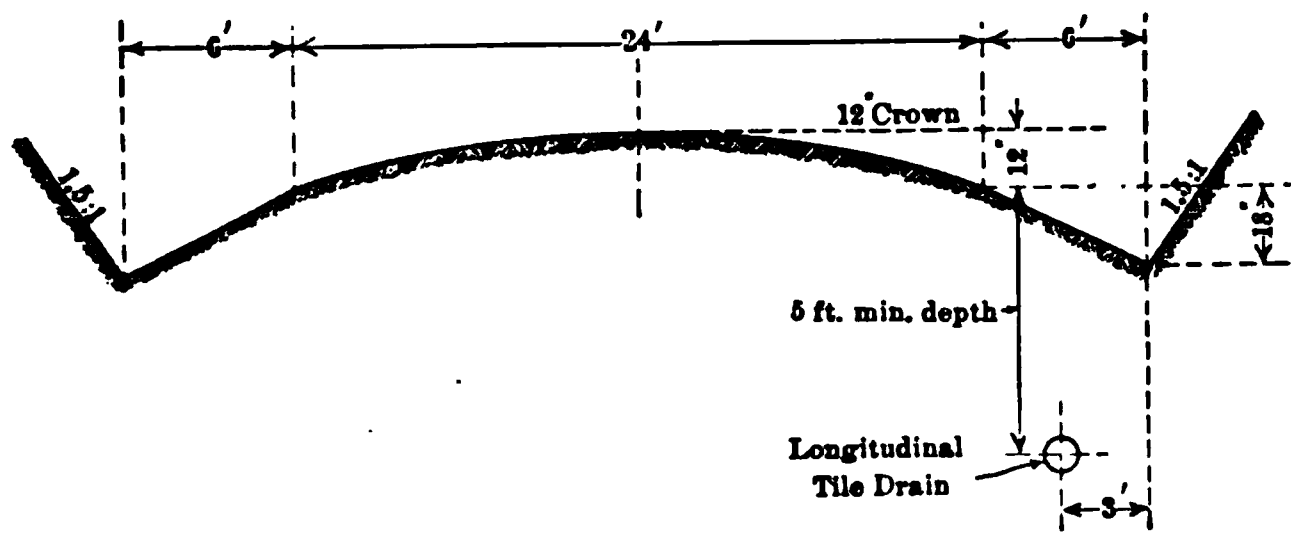 6′ 24′ 6′
12″ Crown
12″
1.5:1
1.5:1
18″
5 ft. min. depth
Longitudinal
Tile Drain
3′